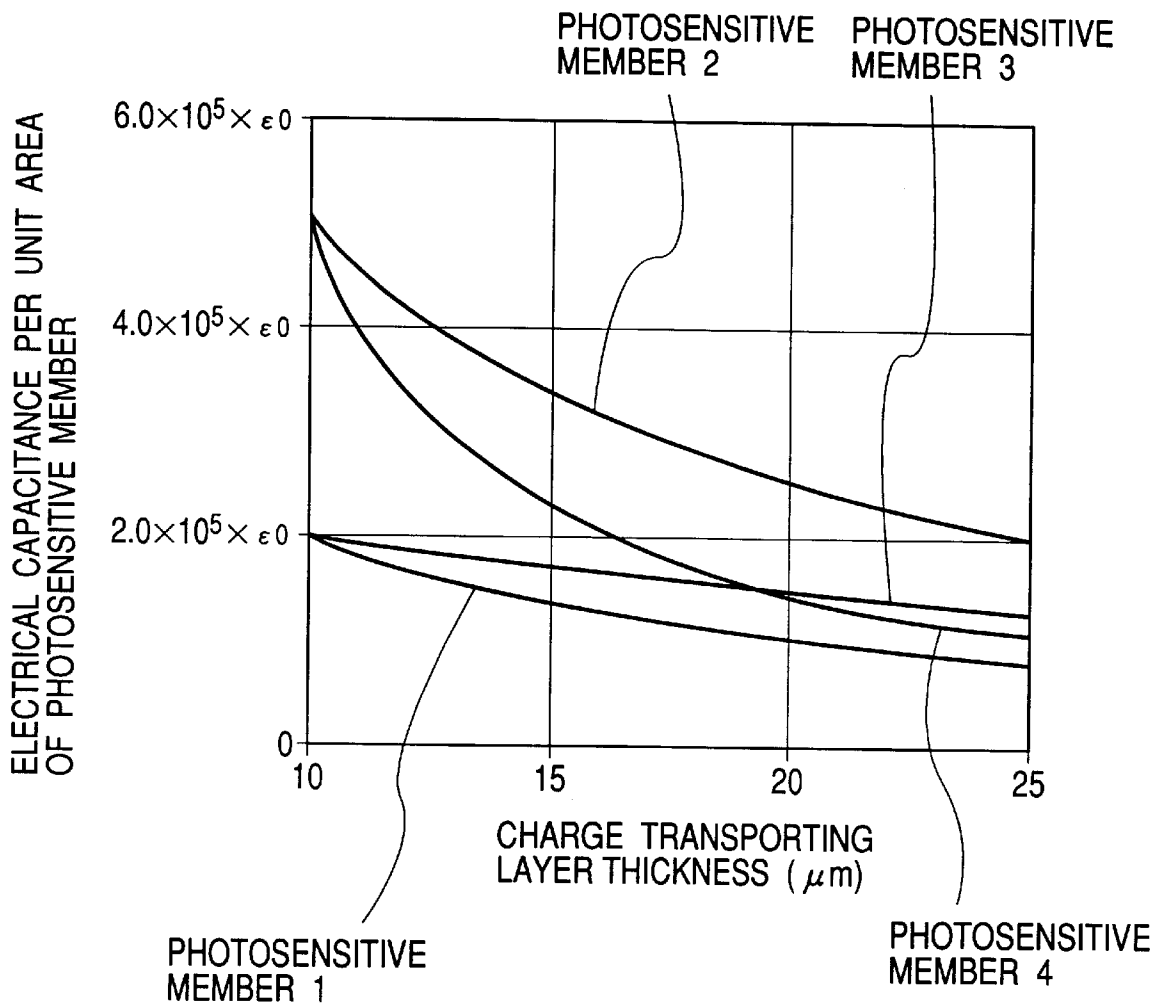 PHOTOSENSITIVE
MEMBER 2
PHOTOSENSITIVE
MEMBER 3
ELECTRICAL CAPACITANCE PER UNIT AREA
OF PHOTOSENSITIVE MEMBER
6.0×10⁵×ε0
4.0×10⁵×ε0
2.0×10⁵×ε0
0
10
15
20
25
CHARGE TRANSPORTING
LAYER THICKNESS (μm)
PHOTOSENSITIVE
MEMBER 1
PHOTOSENSITIVE
MEMBER 4